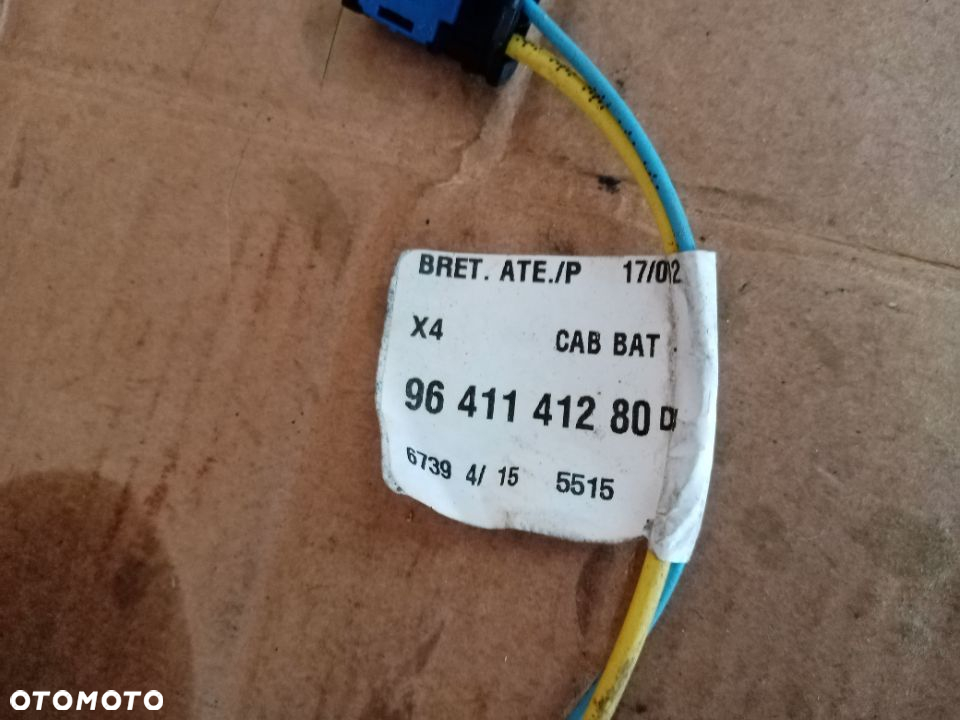 BRET. ATE./P 17/02
X4 CAB BAT
96 411 412 80
6739 4/ 15 5515
OTOMOTO